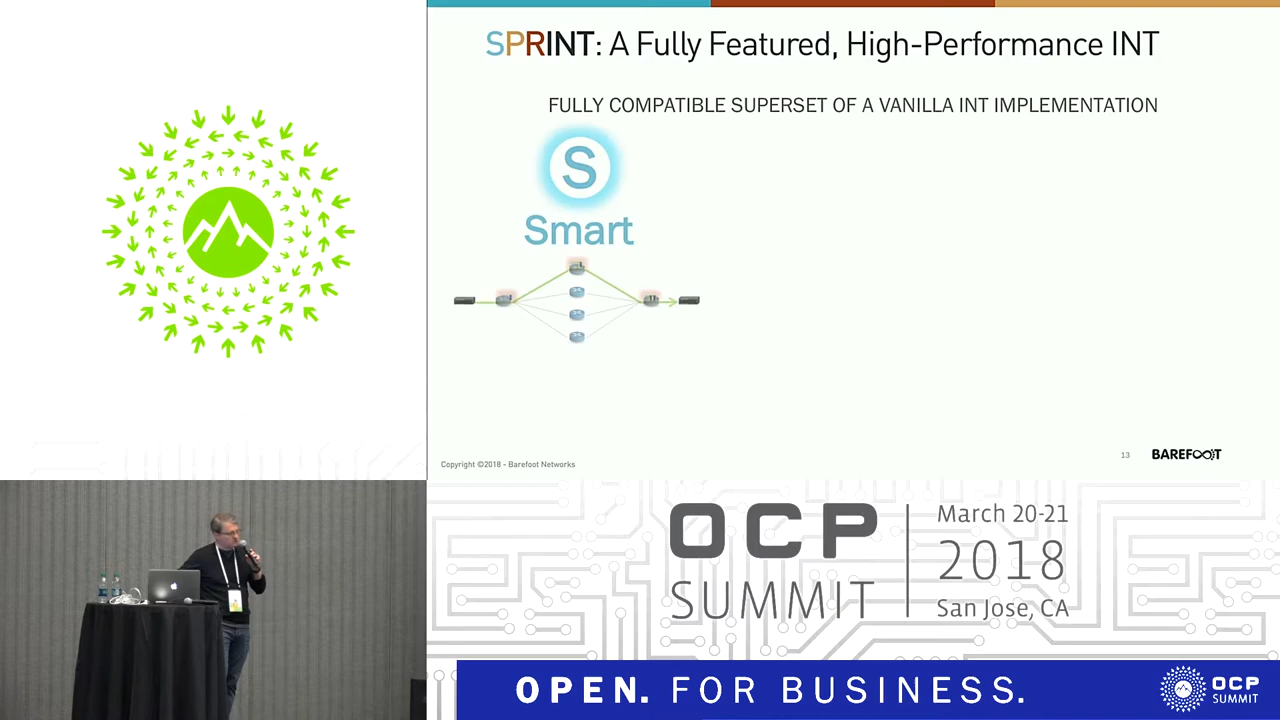 SPRINT: A Fully Featured, High-Performance INT
FULLY COMPATIBLE SUPERSET OF A VANILLA INT IMPLEMENTATION
S
Smart
Copyright ©2018 - Barefoot Networks
13
BAREFOOT
OCP
SUMMIT
March 20-21
2018
San Jose, CA
OPEN. FOR BUSINESS.
OCP
SUMMIT